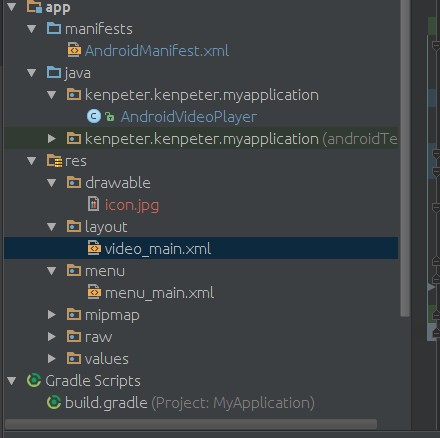 app
manifests
AndroidManifest.xml
java
kenpeter.kenpeter.myapplication
AndroidVideoPlayer
kenpeter.kenpeter.myapplication (androidTe
res
drawable
icon.jpg
layout
video_main.xml
menu
menu_main.xml
mipmap
raw
values
Gradle Scripts
build.gradle (Project: MyApplication)